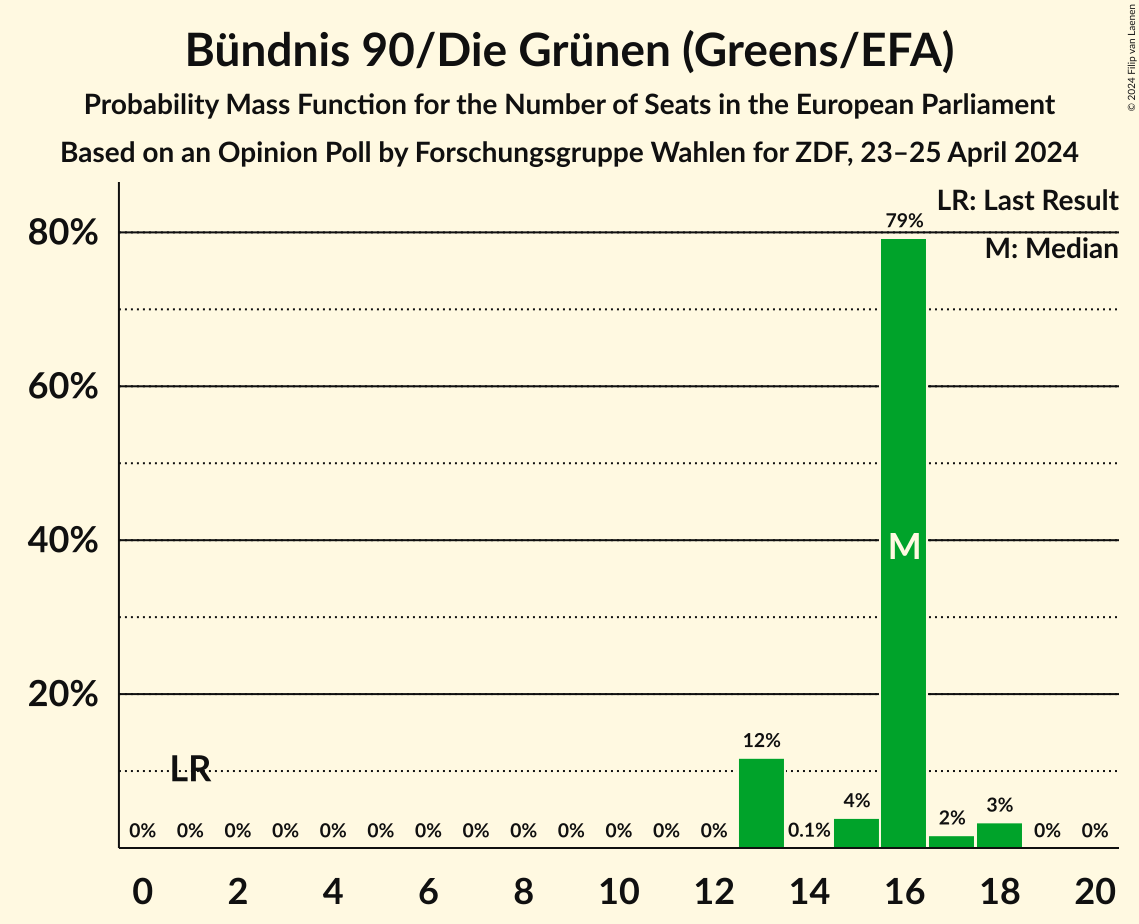 Bündnis 90/Die Grünen (Greens/EFA)
Probability Mass Function for the Number of Seats in the European Parliament
Based on an Opinion Poll by Forschungsgruppe Wahlen for ZDF, 23–25 April 2024
© 2024 Filip van Laenen
LR: Last Result
M: Median
80%
60%
40%
20%
79%
M
12%
LR
4%
3%
2%
0% 0% 0% 0% 0% 0% 0% 0% 0% 0% 0% 0% 0% 0.1% 0% 0%
0 2 4 6 8 10 12 14 16 18 20